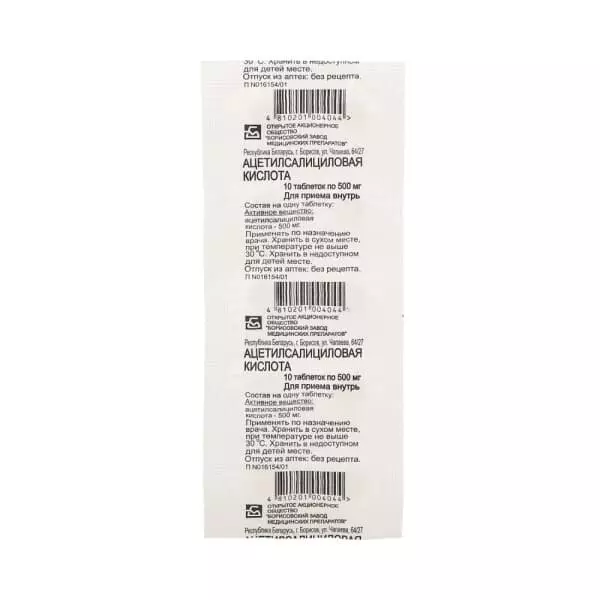 30 °С. Хранить в недоступном
для детей месте.
Отпуск из аптек: без рецепта.
П N016154/01
4 810201 004044 >
ОТКРЫТОЕ АКЦИОНЕРНОЕ
ОБЩЕСТВО
"БОРИСОВСКИЙ ЗАВОД
МЕДИЦИНСКИХ ПРЕПАРАТОВ"
Республика Беларусь, г. Борисов, ул. Чапаева, 64/27
АЦЕТИЛСАЛИЦИЛОВАЯ
КИСЛОТА
10 таблеток по 500 мг
Для приема внутрь
Состав на одну таблетку:
Активное вещество:
ацетилсалициловая
кислота - 500 мг.
Применять по назначению
врача. Хранить в сухом месте,
при температуре не выше
30 °С. Хранить в недоступном
для детей месте.
Отпуск из аптек: без рецепта.
П N016154/01
4 810201 004044 >
ОТКРЫТОЕ АКЦИОНЕРНОЕ
ОБЩЕСТВО
"БОРИСОВСКИЙ ЗАВОД
МЕДИЦИНСКИХ ПРЕПАРАТОВ"
Республика Беларусь, г. Борисов, ул. Чапаева, 64/27
АЦЕТИЛСАЛИЦИЛОВАЯ
КИСЛОТА
10 таблеток по 500 мг
Для приема внутрь
Состав на одну таблетку:
Активное вещество:
ацетилсалициловая
кислота - 500 мг.
Применять по назначению
врача. Хранить в сухом месте,
при температуре не выше
30 °С. Хранить в недоступном
для детей месте.
Отпуск из аптек: без рецепта.
П N016154/01
4 810201 004044 >
ОТКРЫТОЕ АКЦИОНЕРНОЕ
ОБЩЕСТВО
"БОРИСОВСКИЙ ЗАВОД
МЕДИЦИНСКИХ ПРЕПАРАТОВ"
Республика Беларусь, г. Борисов, ул. Чапаева, 64/27
АЦЕТИЛСАЛИЦИЛОВАЯ